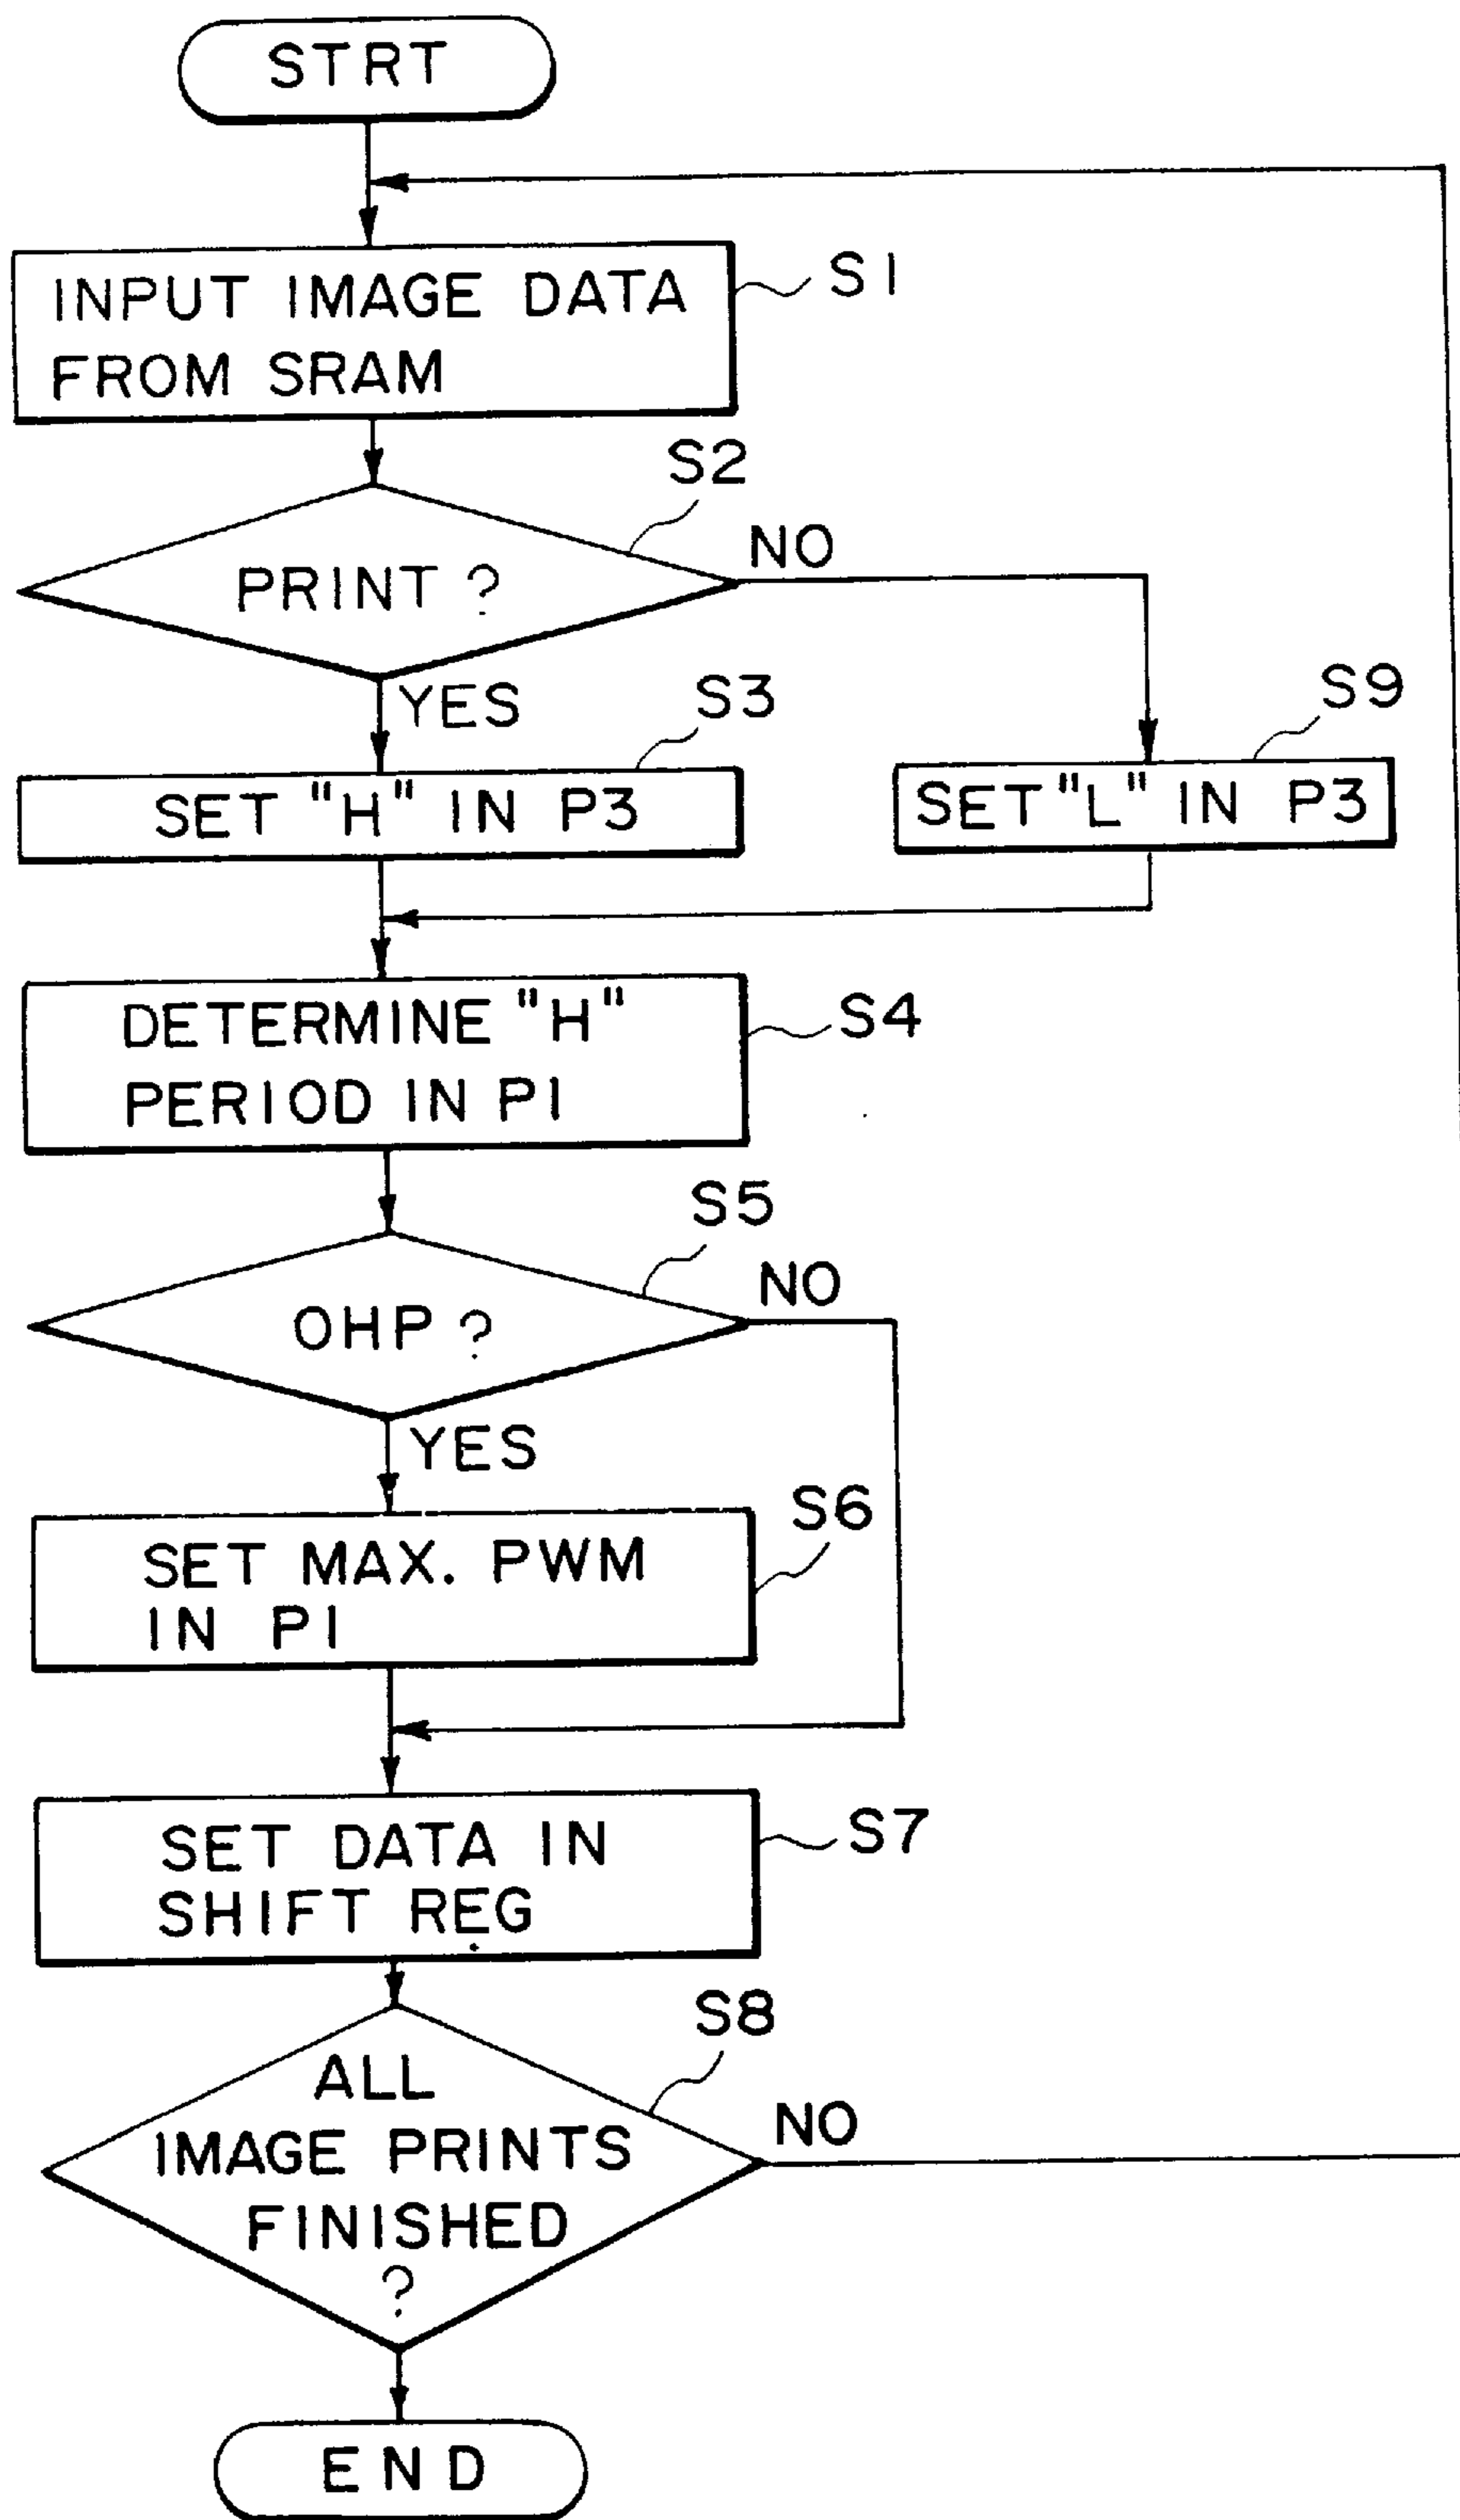 STRT
INPUT IMAGE DATA
FROM SRAM
S1
S2
PRINT ?
NO
YES
S3
SET "H" IN P3
S9
SET "L" IN P3
DETERMINE "H"
PERIOD IN P1
S4
S5
OHP ?
NO
YES
S6
SET MAX. PWM
IN P1
SET DATA IN
SHIFT REG
S7
S8
ALL
IMAGE PRINTS
FINISHED
?
NO
END